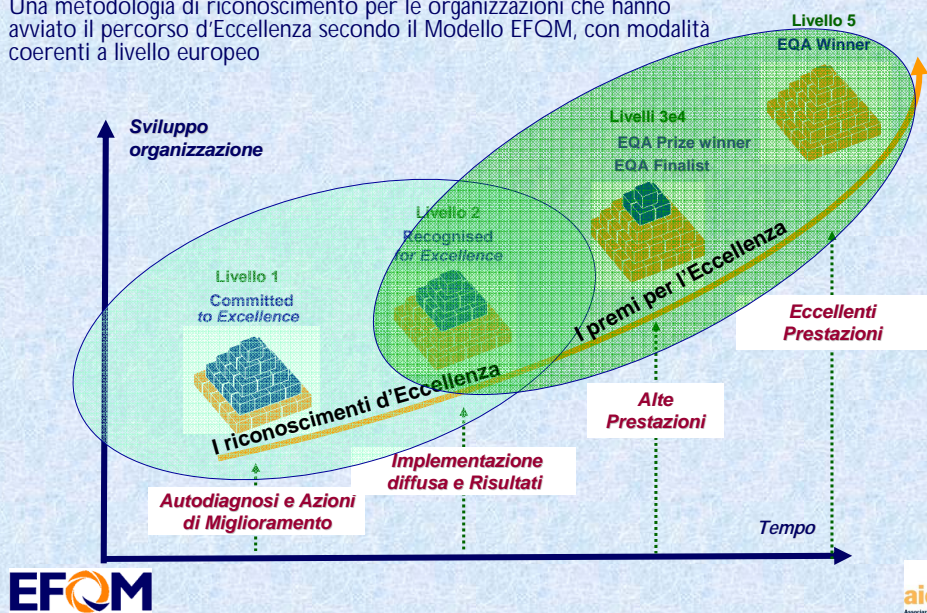 Una metodologia di riconoscimento per le organizzazioni che hanno
avviato il percorso d'Eccellenza secondo il Modello EFQM, con modalità
coerenti a livello europeo
Livello 5
EQA Winner
Sviluppo
organizzazione
Livelli 3e4
EQA Prize winner
EQA Finalist
Livello 2
Recognised
for Excellence
Livello 1
Committed
to Excellence
I premi per l'Eccellenza
I riconoscimenti d'Eccellenza
Eccellenti
Prestazioni
Alte
Prestazioni
Implementazione
diffusa e Risultati
Autodiagnosi e Azioni
di Miglioramento
Tempo
EFQM